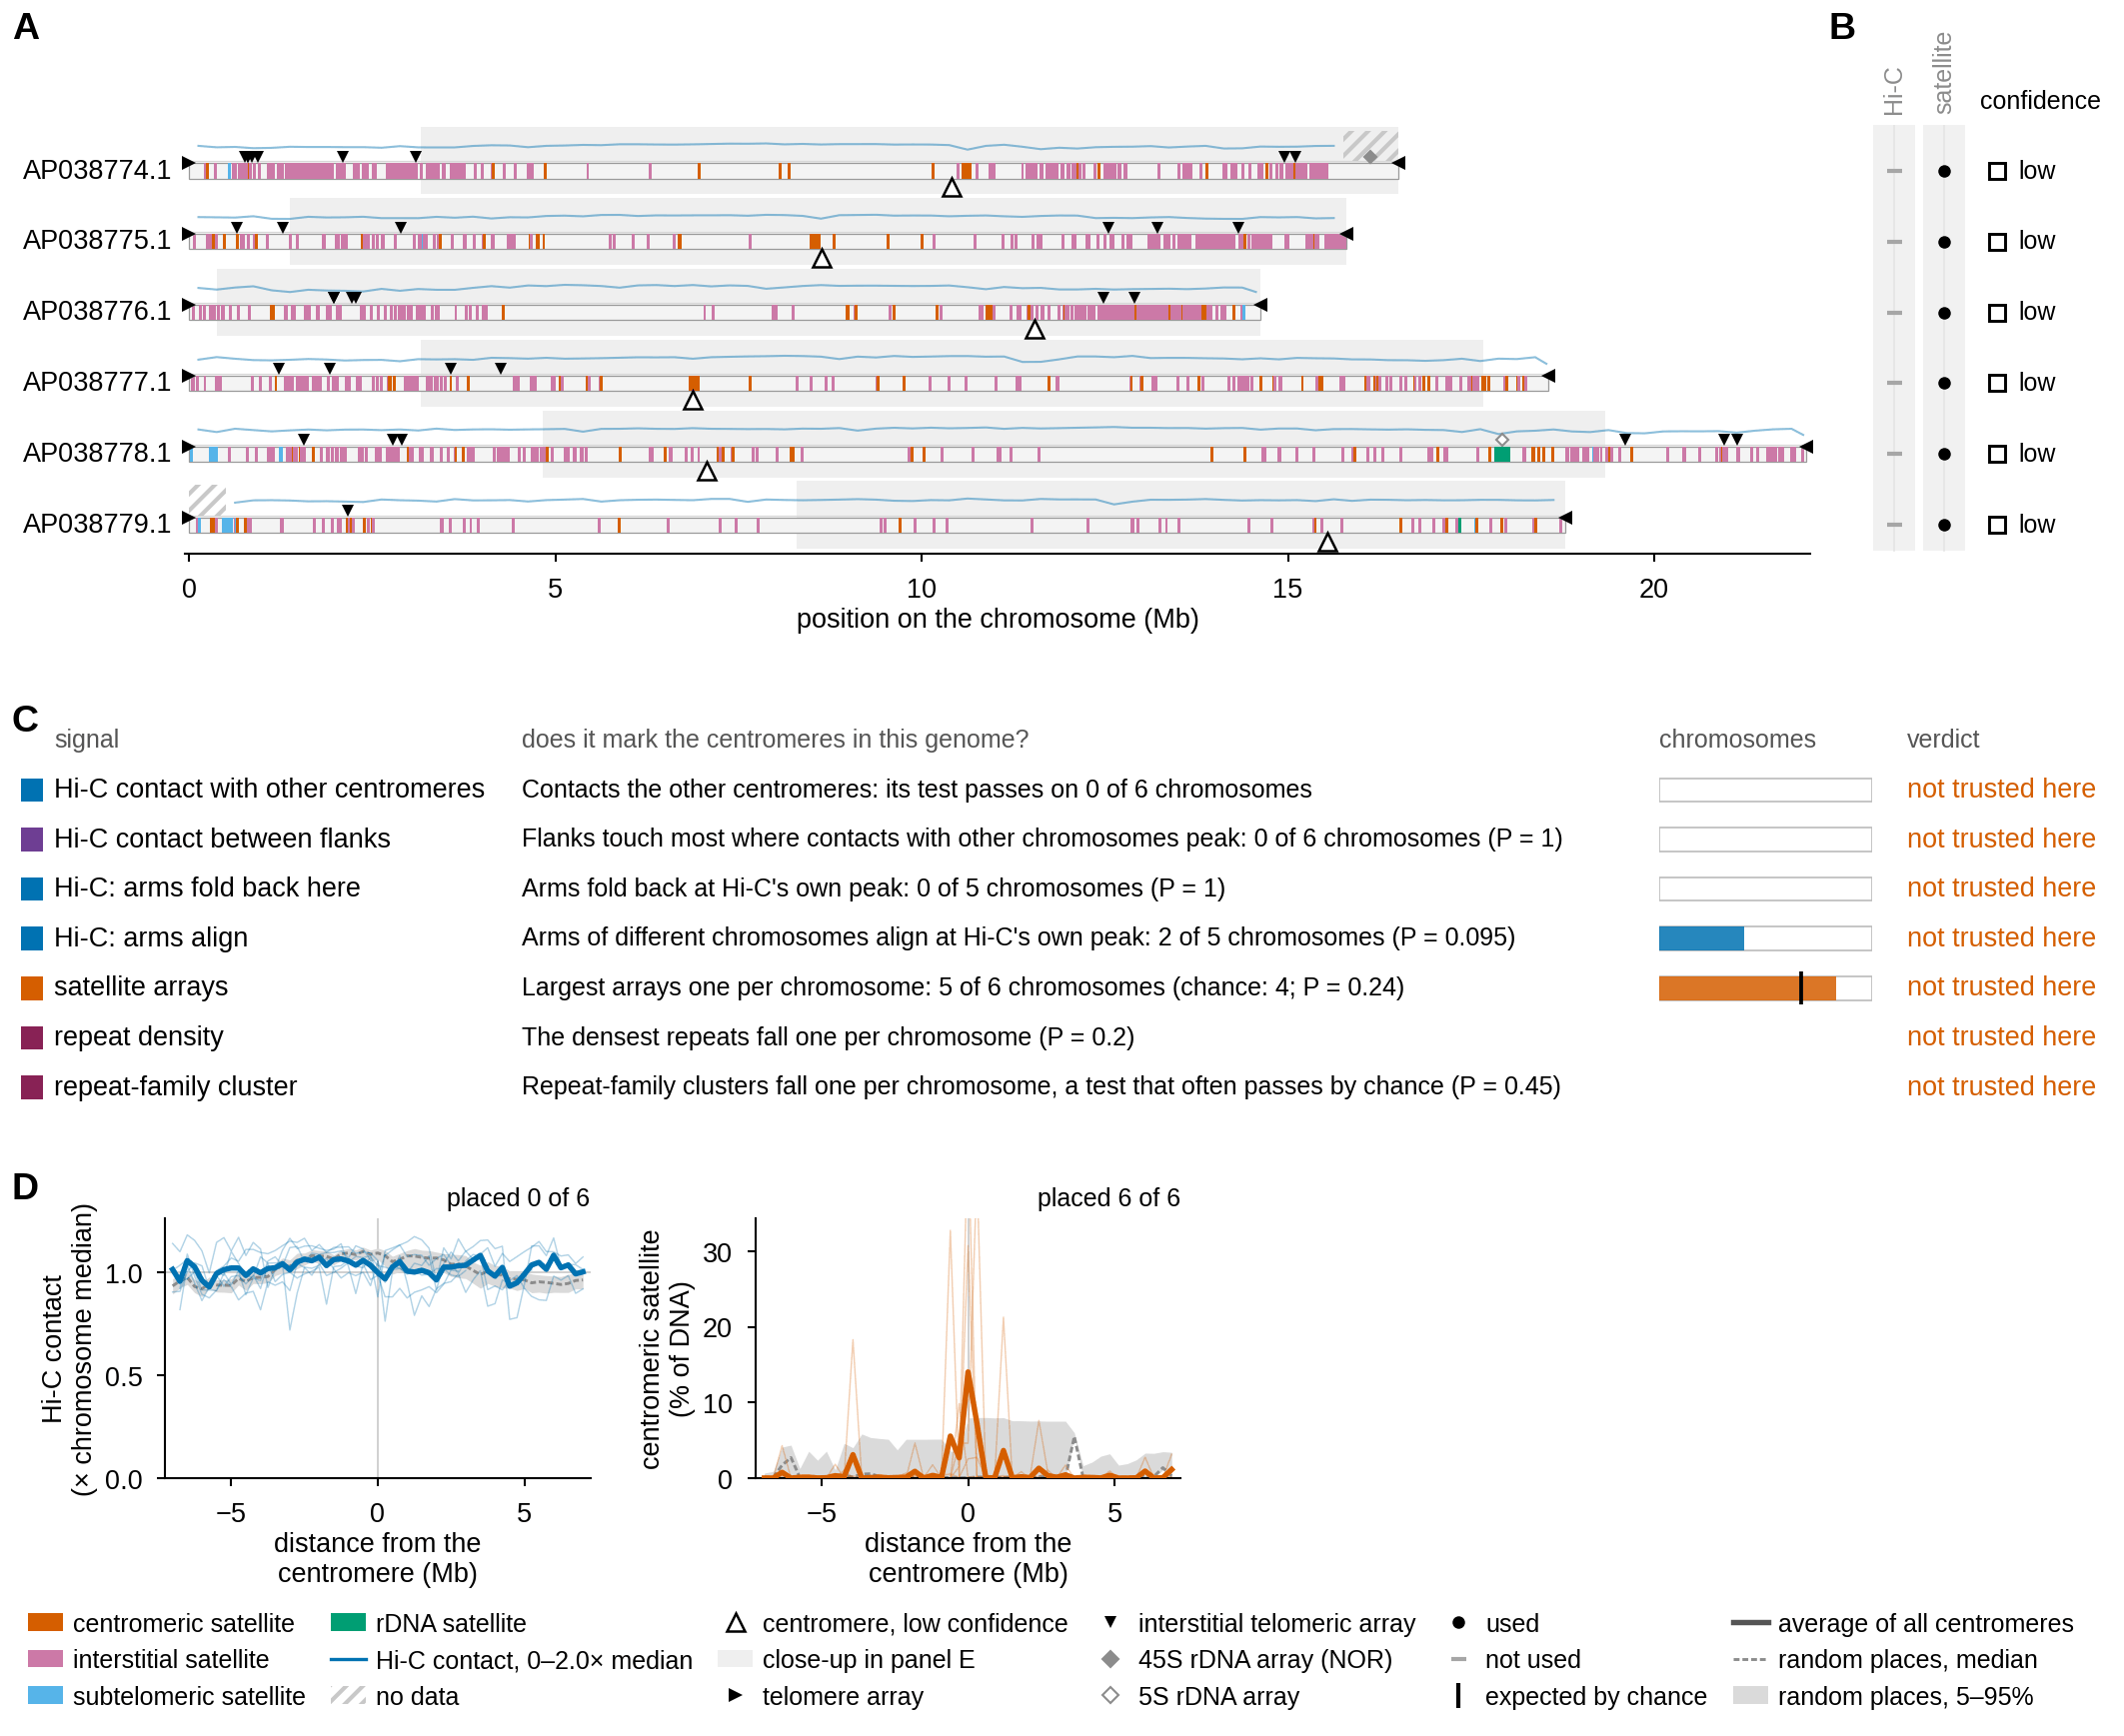 A
B
Hi-C
satellite
confidence
AP038774.1
low
AP038775.1
low
AP038776.1
low
AP038777.1
low
AP038778.1
low
AP038779.1
low
0
5
10
15
20
position on the chromosome (Mb)
C
signal
does it mark the centromeres in this genome?
chromosomes
verdict
Hi-C contact with other centromeres
Contacts the other centromeres: its test passes on 0 of 6 chromosomes
not trusted here
Hi-C contact between flanks
Flanks touch most where contacts with other chromosomes peak: 0 of 6 chromosomes (P = 1)
not trusted here
Hi-C: arms fold back here
Arms fold back at Hi-C's own peak: 0 of 5 chromosomes (P = 1)
not trusted here
Hi-C: arms align
Arms of different chromosomes align at Hi-C's own peak: 2 of 5 chromosomes (P = 0.095)
not trusted here
satellite arrays
Largest arrays one per chromosome: 5 of 6 chromosomes (chance: 4; P = 0.24)
not trusted here
repeat density
The densest repeats fall one per chromosome (P = 0.2)
not trusted here
repeat-family cluster
Repeat-family clusters fall one per chromosome, a test that often passes by chance (P = 0.45)
not trusted here
D
placed 0 of 6
Hi-C contact
(× chromosome median)
1.0
0.5
0.0
−5
0
5
distance from the
centromere (Mb)
placed 6 of 6
centromeric satellite
(% of DNA)
30
20
10
0
−5
0
5
distance from the
centromere (Mb)
centromeric satellite
interstitial satellite
subtelomeric satellite
rDNA satellite
Hi-C contact, 0–2.0× median
no data
centromere, low confidence
close-up in panel E
telomere array
interstitial telomeric array
45S rDNA array (NOR)
5S rDNA array
used
not used
expected by chance
average of all centromeres
random places, median
random places, 5–95%